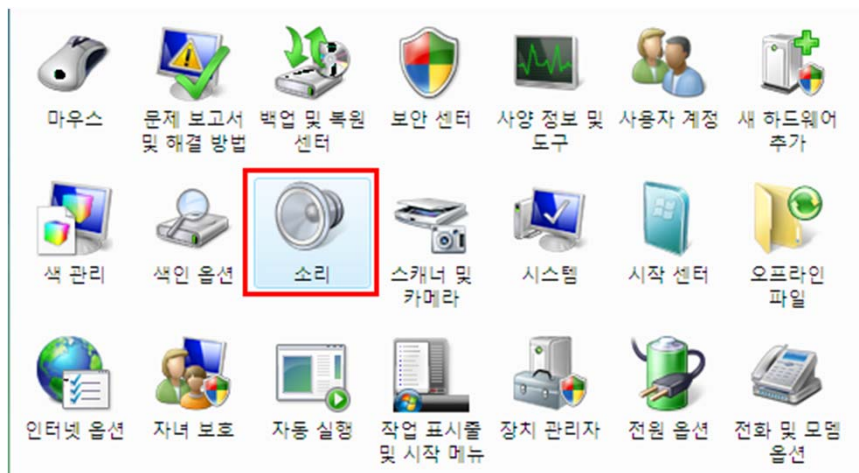 마우스
문제 보고서
및 해결 방법
백업 및 복원
센터
보안 센터
사양 정보 및
도구
사용자 계정
새 하드웨어
추가
색 관리
색인 옵션
소리
스캐너 및
카메라
시스템
시작 센터
오프라인
파일
인터넷 옵션
자녀 보호
자동 실행
작업 표시줄
및 시작 메뉴
장치 관리자
전원 옵션
전화 및 모뎀
옵션